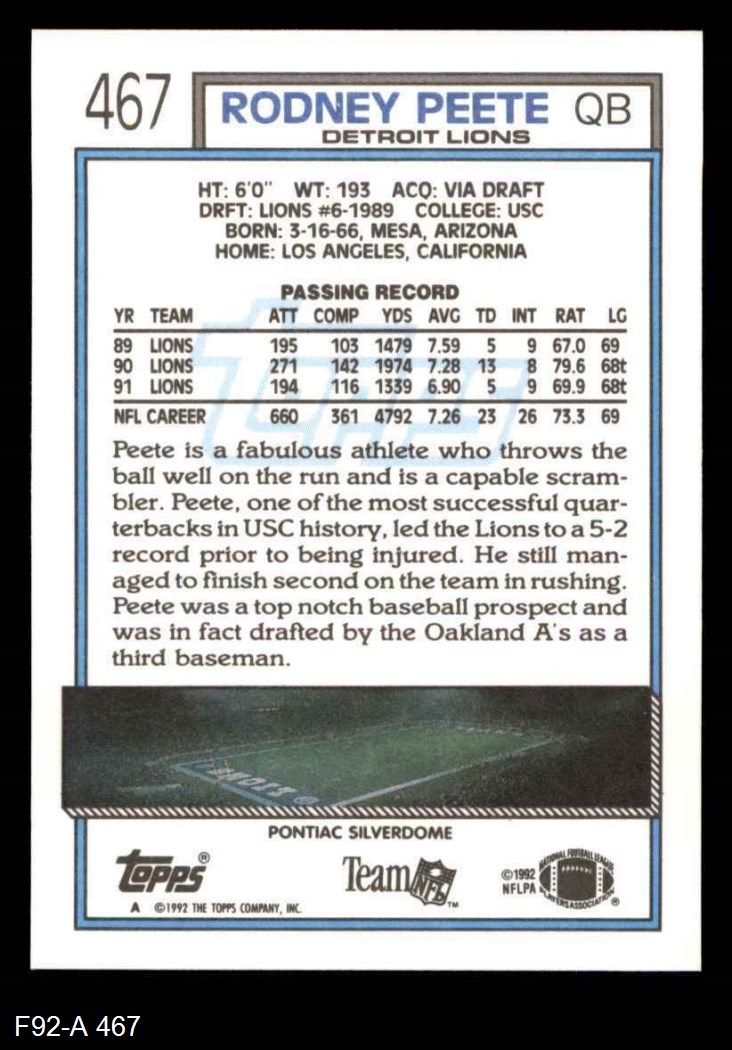 467 RODNEY PEETE QB
DETROIT LIONS
HT: 6'0" WT: 193 ACQ: VIA DRAFT
DRFT: LIONS #6-1989 COLLEGE: USC
BORN: 3-16-66, MESA, ARIZONA
HOME: LOS ANGELES, CALIFORNIA
PASSING RECORD
YR TEAM ATT COMP YDS AVG TD INT RAT LG
89 LIONS 195 103 1479 7.59 5 9 67.0 69
90 LIONS 271 142 1974 7.28 13 8 79.6 68t
91 LIONS 194 116 1339 6.90 5 9 69.9 68t
NFL CAREER 660 361 4792 7.26 23 26 73.3 69
Peete is a fabulous athlete who throws the
ball well on the run and is a capable scram-
bler. Peete, one of the most successful quar-
terbacks in USC history, led the Lions to a 5-2
record prior to being injured. He still man-
aged to finish second on the team in rushing.
Peete was a top notch baseball prospect and
was in fact drafted by the Oakland A's as a
third baseman.
LIONS
PONTIAC SILVERDOME
TOPPS®
Team NFL™
©1992
NFLPA
NATIONAL FOOTBALL LEAGUE
PLAYERS ASSOCIATION ®
A ©1992 THE TOPPS COMPANY, INC.
F92-A 467